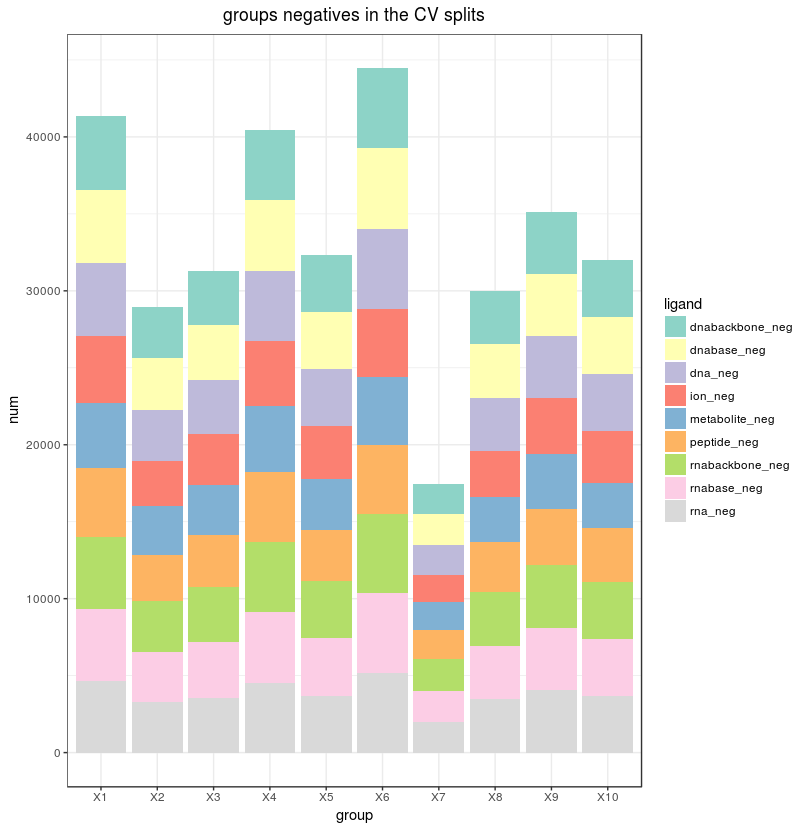 groups negatives in the CV splits
num
40000
30000
20000
10000
0
X1 X2 X3 X4 X5 X6 X7 X8 X9 X10
group
ligand
dnabackbone_neg
dnabase_neg
dna_neg
ion_neg
metabolite_neg
peptide_neg
rnabackbone_neg
rnabase_neg
rna_neg